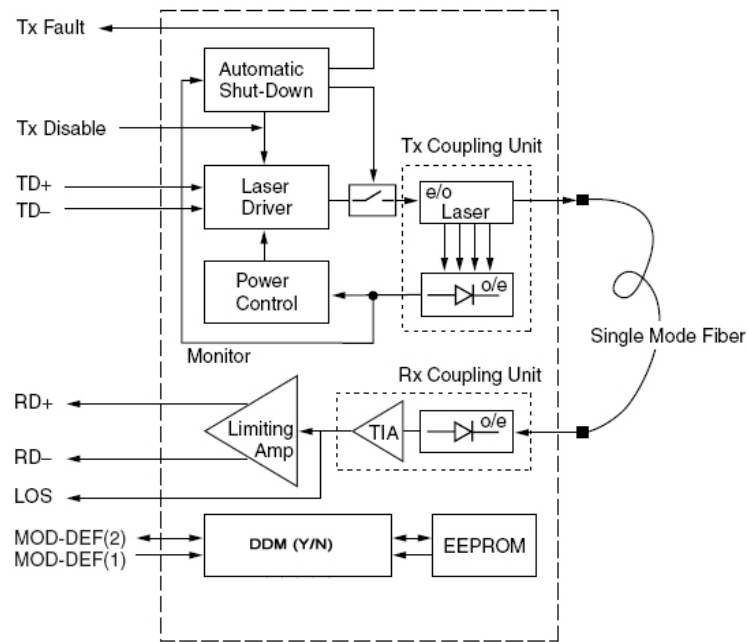 Tx Fault
Automatic
Shut-Down
Tx Disable
Tx Coupling Unit
TD+
TD–
Laser
Driver
e/o
Laser
Power
Control
o/e
Monitor
Single Mode Fiber
Rx Coupling Unit
RD+
RD–
Limiting
Amp
TIA
o/e
LOS
MOD-DEF(2)
MOD-DEF(1)
DDM (Y/N)
EEPROM